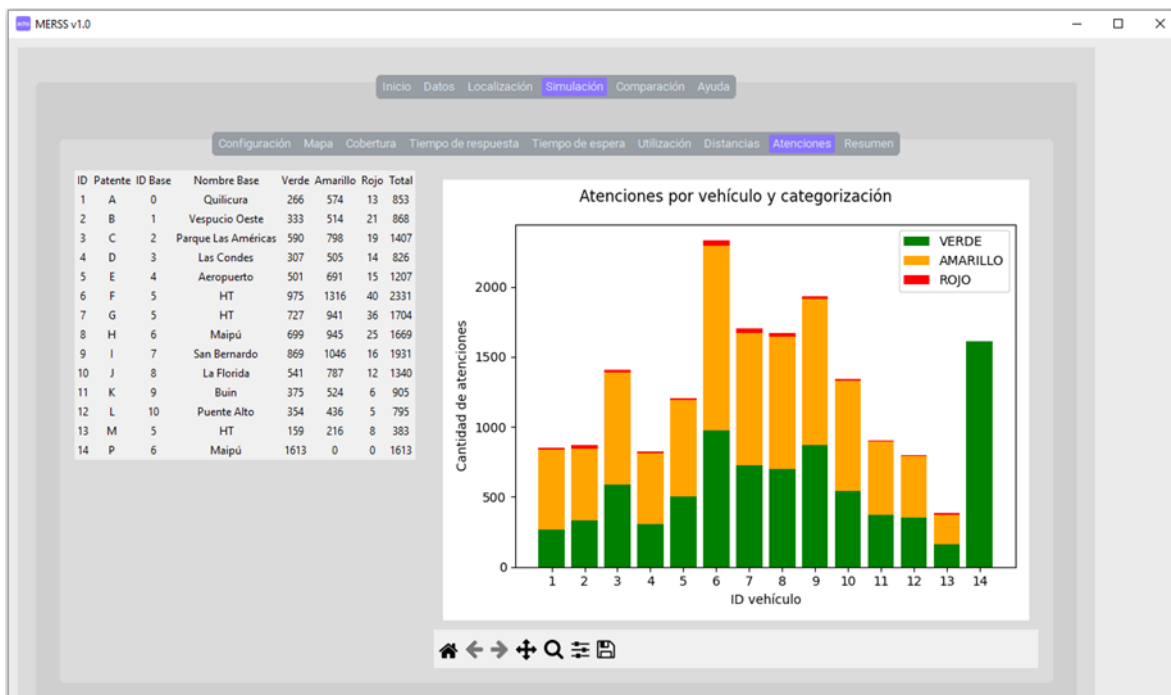 MERSS v1.0
Inicio Datos Localización Simulación Comparación Ayuda
Configuración Mapa Cobertura Tiempo de respuesta Tiempo de espera Utilización Distancias Atenciones Resumen
ID Patente ID Base Nombre Base Verde Amarillo Rojo Total
1 A 0 Quilicura 266 574 13 853
2 B 1 Vespucio Oeste 333 514 21 868
3 C 2 Parque Las Américas 590 798 19 1407
4 D 3 Las Condes 307 505 14 826
5 E 4 Aeropuerto 501 691 15 1207
6 F 5 HT 975 1316 40 2331
7 G 5 HT 727 941 36 1704
8 H 6 Maipú 699 945 25 1669
9 I 7 San Bernardo 869 1046 16 1931
10 J 8 La Florida 541 787 12 1340
11 K 9 Buin 375 524 6 905
12 L 10 Puente Alto 354 436 5 795
13 M 5 HT 159 216 8 383
14 P 6 Maipú 1613 0 0 1613
Atenciones por vehículo y categorización
VERDE
AMARILLO
ROJO
Cantidad de atenciones
2000
1500
1000
500
0
1 2 3 4 5 6 7 8 9 10 11 12 13 14
ID vehículo